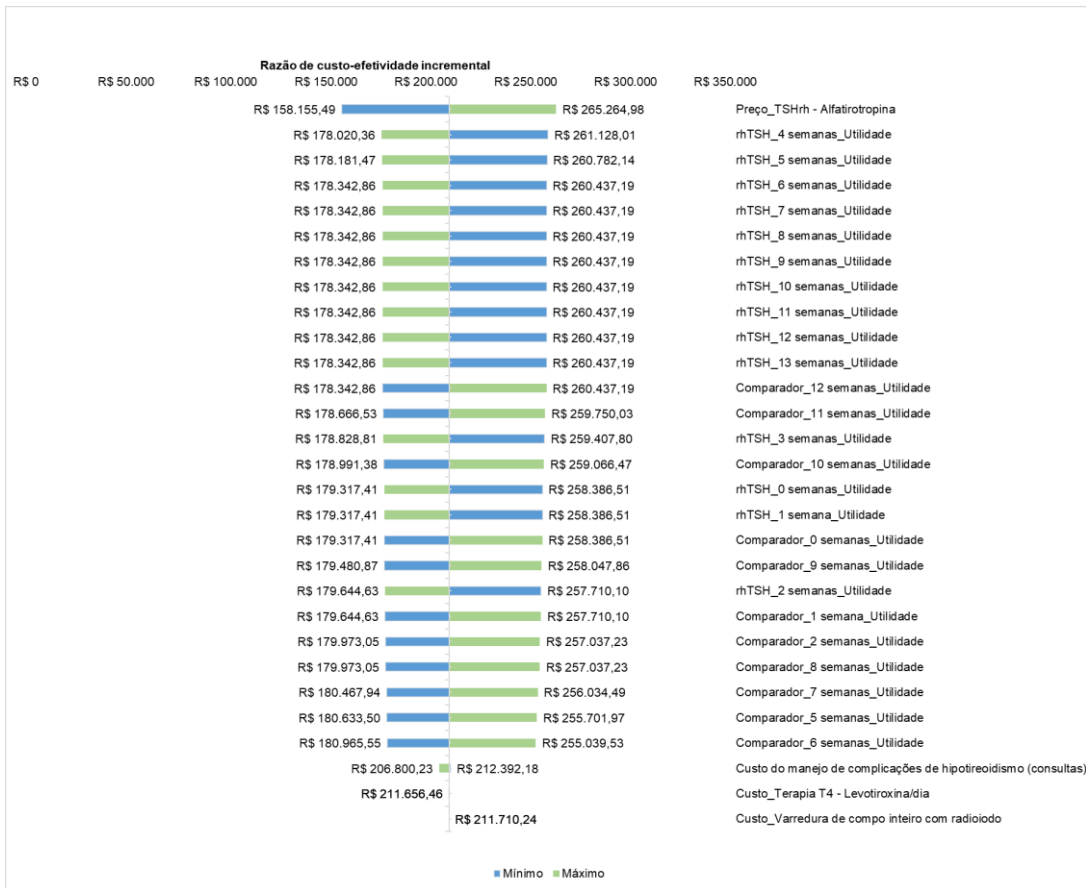 Razão de custo-efetividade incremental
R$ 0 R$ 50.000 R$ 100.000 R$ 150.000 R$ 200.000 R$ 250.000 R$ 300.000 R$ 350.000
R$ 158.155,49 R$ 265.264,98 Preço_TSHrh - Alfatirotropina
R$ 178.020,36 R$ 261.128,01 rhTSH_4 semanas_Utilidade
R$ 178.181,47 R$ 260.782,14 rhTSH_5 semanas_Utilidade
R$ 178.342,86 R$ 260.437,19 rhTSH_6 semanas_Utilidade
R$ 178.342,86 R$ 260.437,19 rhTSH_7 semanas_Utilidade
R$ 178.342,86 R$ 260.437,19 rhTSH_8 semanas_Utilidade
R$ 178.342,86 R$ 260.437,19 rhTSH_9 semanas_Utilidade
R$ 178.342,86 R$ 260.437,19 rhTSH_10 semanas_Utilidade
R$ 178.342,86 R$ 260.437,19 rhTSH_11 semanas_Utilidade
R$ 178.342,86 R$ 260.437,19 rhTSH_12 semanas_Utilidade
R$ 178.342,86 R$ 260.437,19 rhTSH_13 semanas_Utilidade
R$ 178.342,86 R$ 260.437,19 Comparador_12 semanas_Utilidade
R$ 178.666,53 R$ 259.750,03 Comparador_11 semanas_Utilidade
R$ 178.828,81 R$ 259.407,80 rhTSH_3 semanas_Utilidade
R$ 178.991,38 R$ 259.066,47 Comparador_10 semanas_Utilidade
R$ 179.317,41 R$ 258.386,51 rhTSH_0 semanas_Utilidade
R$ 179.317,41 R$ 258.386,51 rhTSH_1 semana_Utilidade
R$ 179.317,41 R$ 258.386,51 Comparador_0 semanas_Utilidade
R$ 179.480,87 R$ 258.047,86 Comparador_9 semanas_Utilidade
R$ 179.644,63 R$ 257.710,10 rhTSH_2 semanas_Utilidade
R$ 179.644,63 R$ 257.710,10 Comparador_1 semana_Utilidade
R$ 179.973,05 R$ 257.037,23 Comparador_2 semanas_Utilidade
R$ 179.973,05 R$ 257.037,23 Comparador_8 semanas_Utilidade
R$ 180.467,94 R$ 256.034,49 Comparador_7 semanas_Utilidade
R$ 180.633,50 R$ 255.701,97 Comparador_5 semanas_Utilidade
R$ 180.965,55 R$ 255.039,53 Comparador_6 semanas_Utilidade
R$ 206.800,23 R$ 212.392,18 Custo do manejo de complicações de hipotireoidismo (consultas)
R$ 211.656,46 Custo_Terapia T4 - Levotiroxina/dia
R$ 211.710,24 Custo_Varredura de compo inteiro com radioiodo
Mínimo Máximo